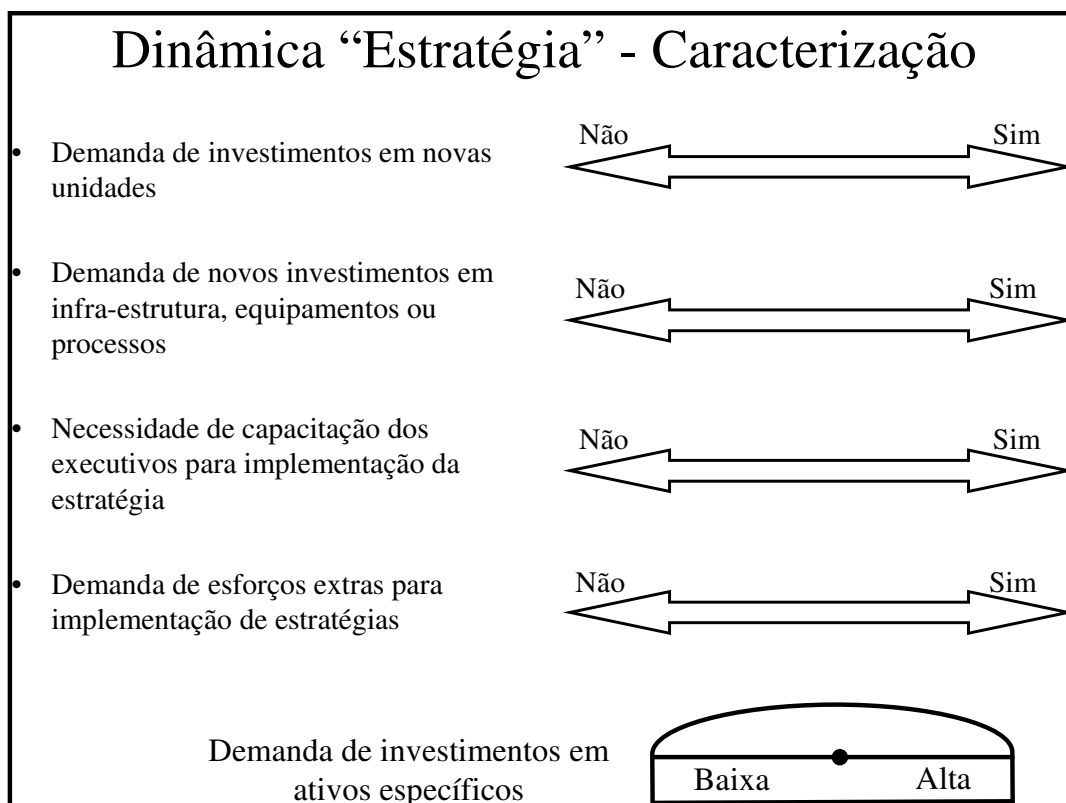 Dinâmica “Estratégia” - Caracterização
Não Sim
• Demanda de investimentos em novas
unidades
• Demanda de novos investimentos em
infra-estrutura, equipamentos ou
processos
Não Sim
• Necessidade de capacitação dos
executivos para implementação da
estratégia
Não Sim
• Demanda de esforços extras para
implementação de estratégias
Não Sim
Demanda de investimentos em
ativos específicos
Baixa Alta